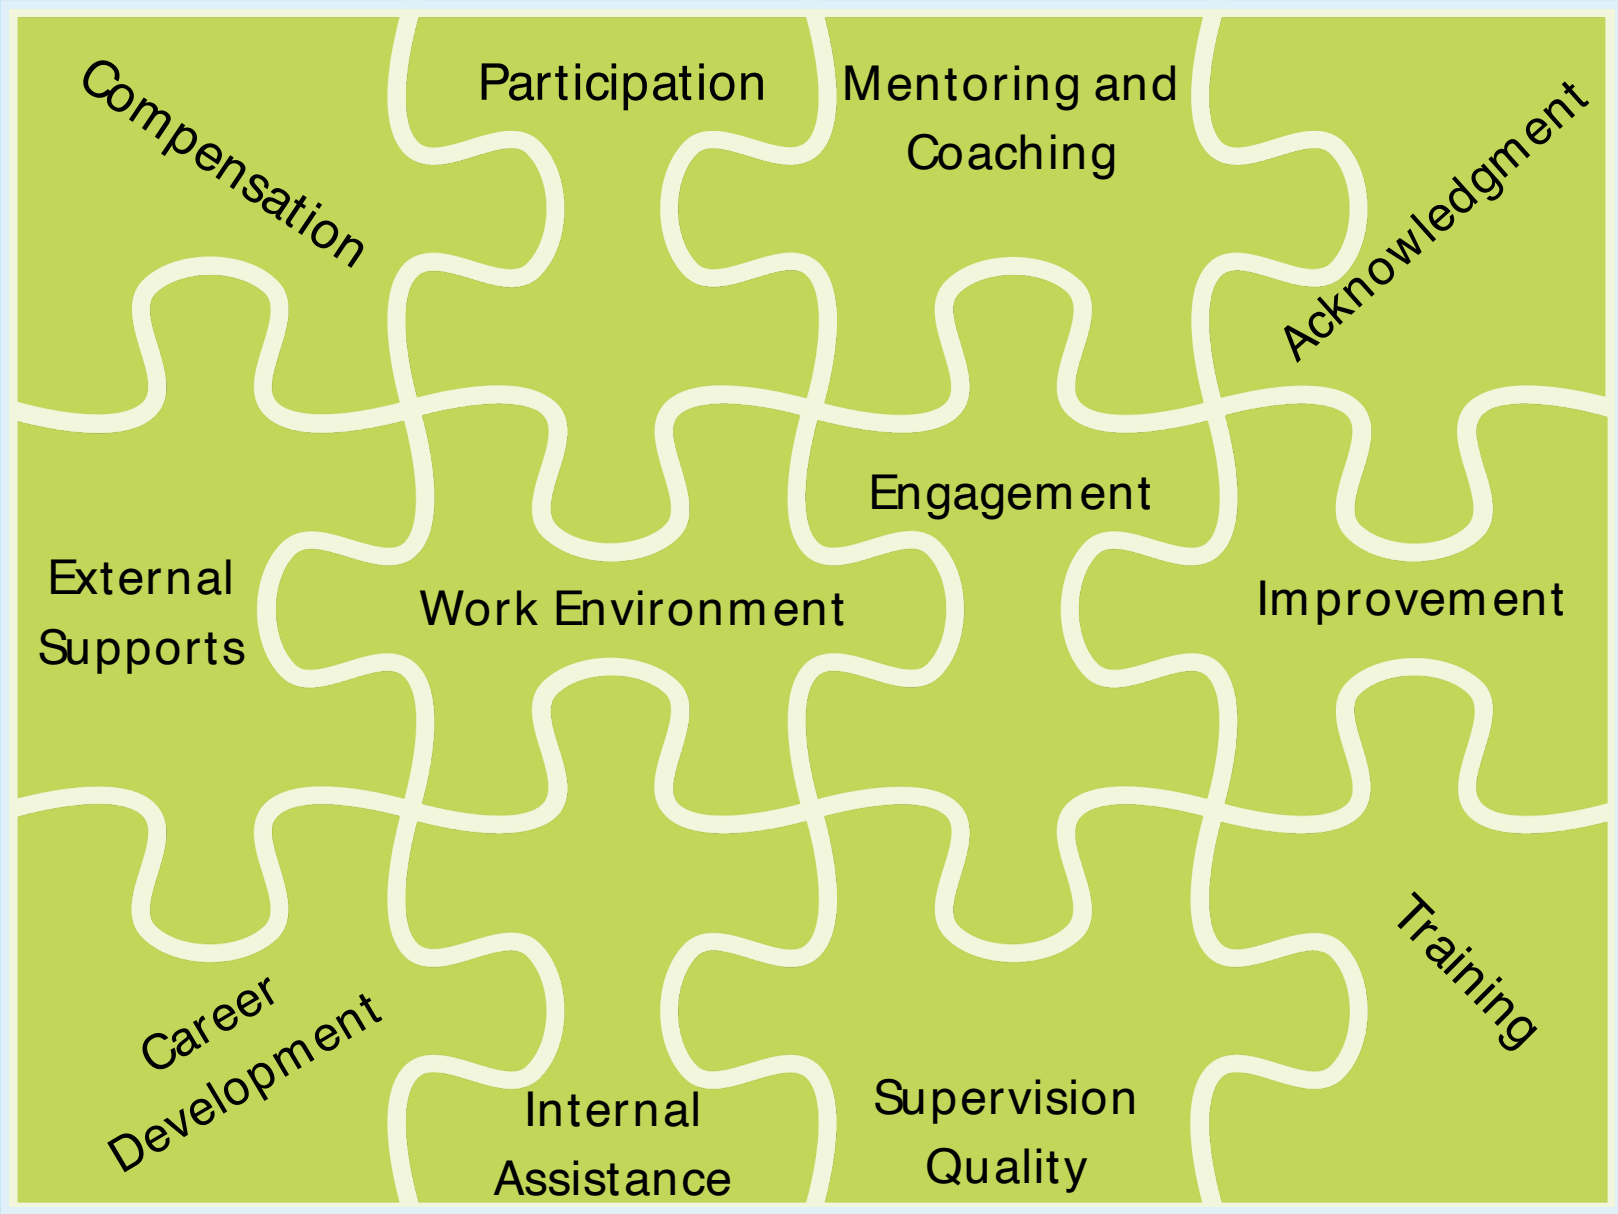 Compensation
Participation
Mentoring and
Coaching
Acknowledgment
External
Supports
Work Environment
Engagement
Improvement
Career
Development
Internal
Assistance
Supervision
Quality
Training